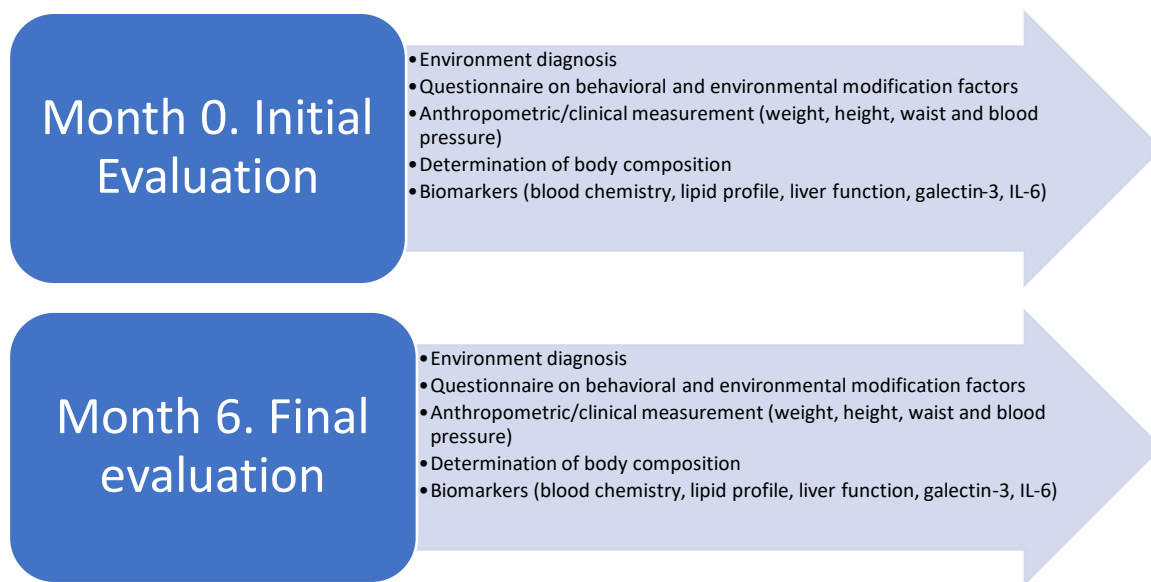 Month 0. Initial
Evaluation
•Environment diagnosis
•Questionnaire on behavioral and environmental modification factors
•Anthropometric/clinical measurement (weight, height, waist and blood
pressure)
•Determination of body composition
•Biomarkers (blood chemistry, lipid profile, liver function, galectin-3, IL-6)
Month 6. Final
evaluation
•Environment diagnosis
•Questionnaire on behavioral and environmental modification factors
•Anthropometric/clinical measurement (weight, height, waist and blood
pressure)
•Determination of body composition
•Biomarkers (blood chemistry, lipid profile, liver function, galectin-3, IL-6)